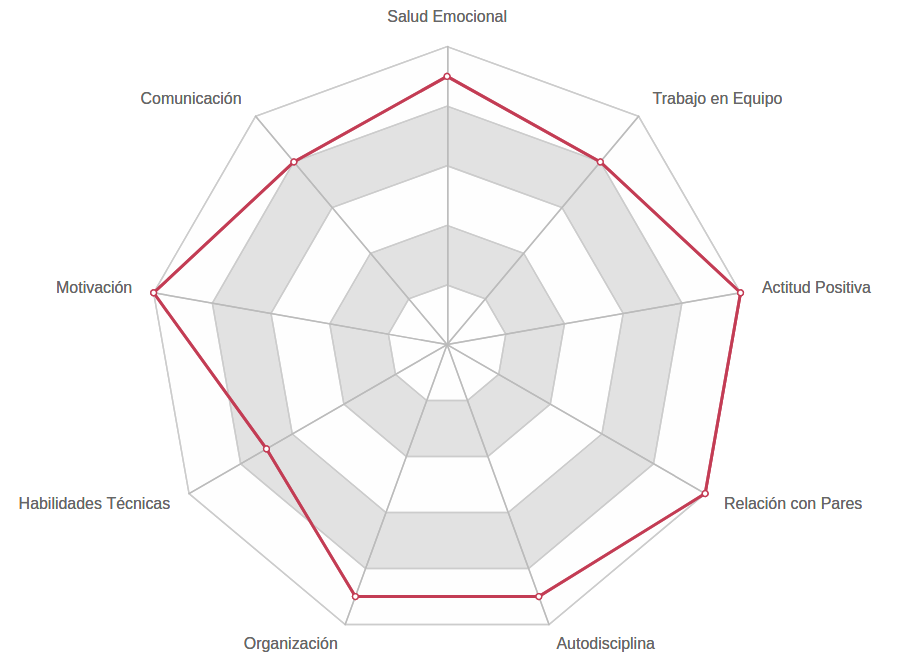 Salud Emocional
Comunicación
Trabajo en Equipo
Motivación
Actitud Positiva
Habilidades Técnicas
Relación con Pares
Organización
Autodisciplina